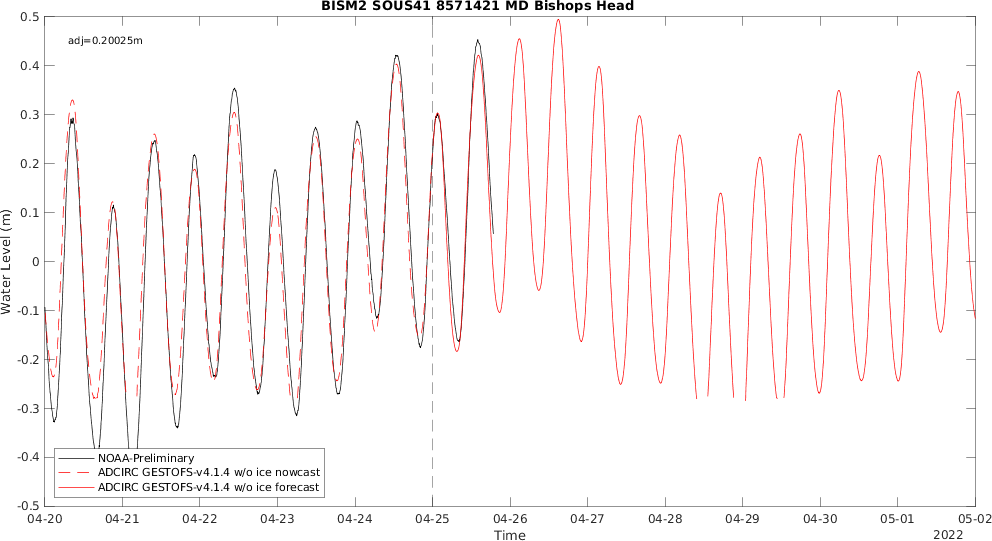 BISM2 SOUS41 8571421 MD Bishops Head
adj=0.20025m
0.5
0.4
0.3
0.2
0.1
0
-0.1
-0.2
-0.3
-0.4
-0.5
Water Level (m)
NOAA-Preliminary
ADCIRC GESTOFS-v4.1.4 w/o ice nowcast
ADCIRC GESTOFS-v4.1.4 w/o ice forecast
04-20 04-21 04-22 04-23 04-24 04-25 04-26 04-27 04-28 04-29 04-30 05-01 05-02
Time
2022